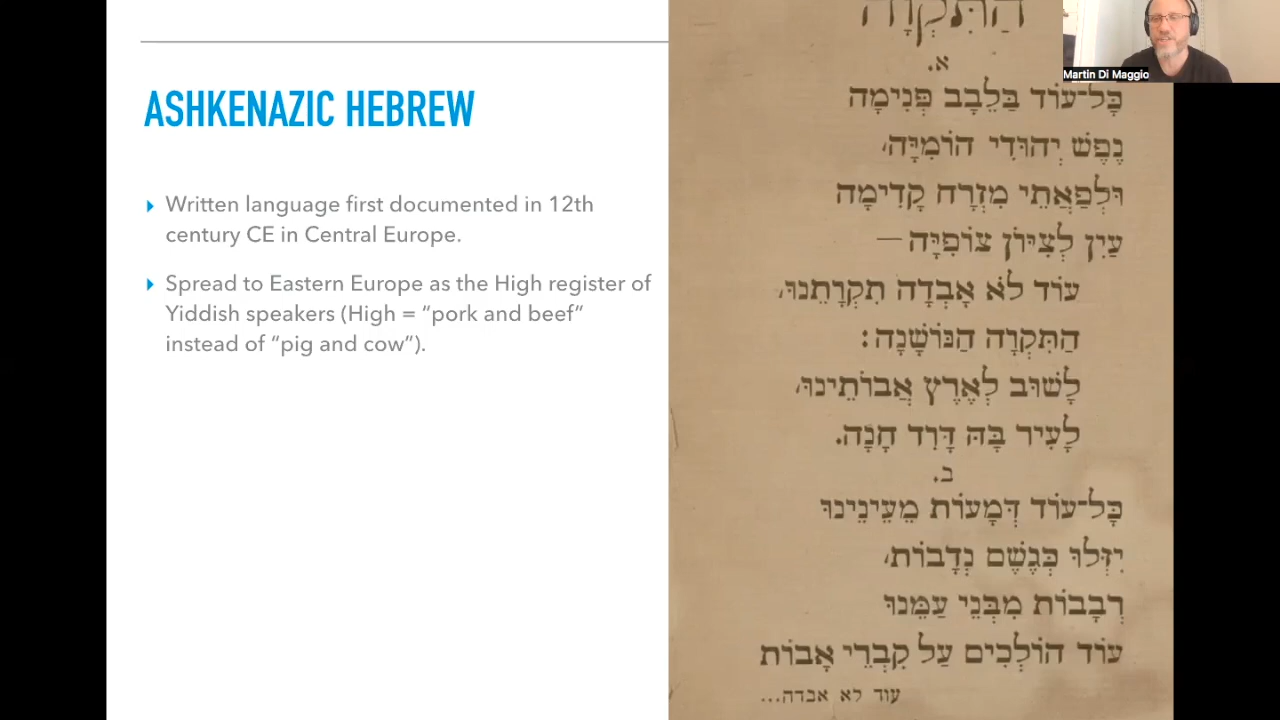 ASHKENAZIC HEBREW
Written language first documented in 12th
century CE in Central Europe.
Spread to Eastern Europe as the High register of
Yiddish speakers (High = “pork and beef”
instead of “pig and cow”).
הַתִּקְוָה
א.
כָּל־עוֹד בַּלֵּבָב פְּנִימָה
נֶפֶשׁ יְהוּדִי הוֹמִיָּה,
וּלְפַאֲתֵי מִזְרָח קָדִימָה
עַיִן לְצִיּוֹן צוֹפִיָּה—
עוֹד לֹא אָבְדָה תִקְוָתֵנוּ,
הַתִּקְוָה הַנּוֹשָׁנָה:
לָשׁוּב לְאֶרֶץ אֲבוֹתֵינוּ,
לָעִיר בָּהּ דָּוִד חָנָה.
ב.
כָּל־עוֹד דְּמָעוֹת מֵעֵינֵינוּ
יִזְּלוּ כְּגֶשֶׁם נְדָבוֹת,
רְבָבוֹת מִבְּנֵי עַמֵּנוּ
עוֹד הוֹלְכִים עַל קִבְרֵי אָבוֹת
עוד לא אבדה...
Martin Di Maggio